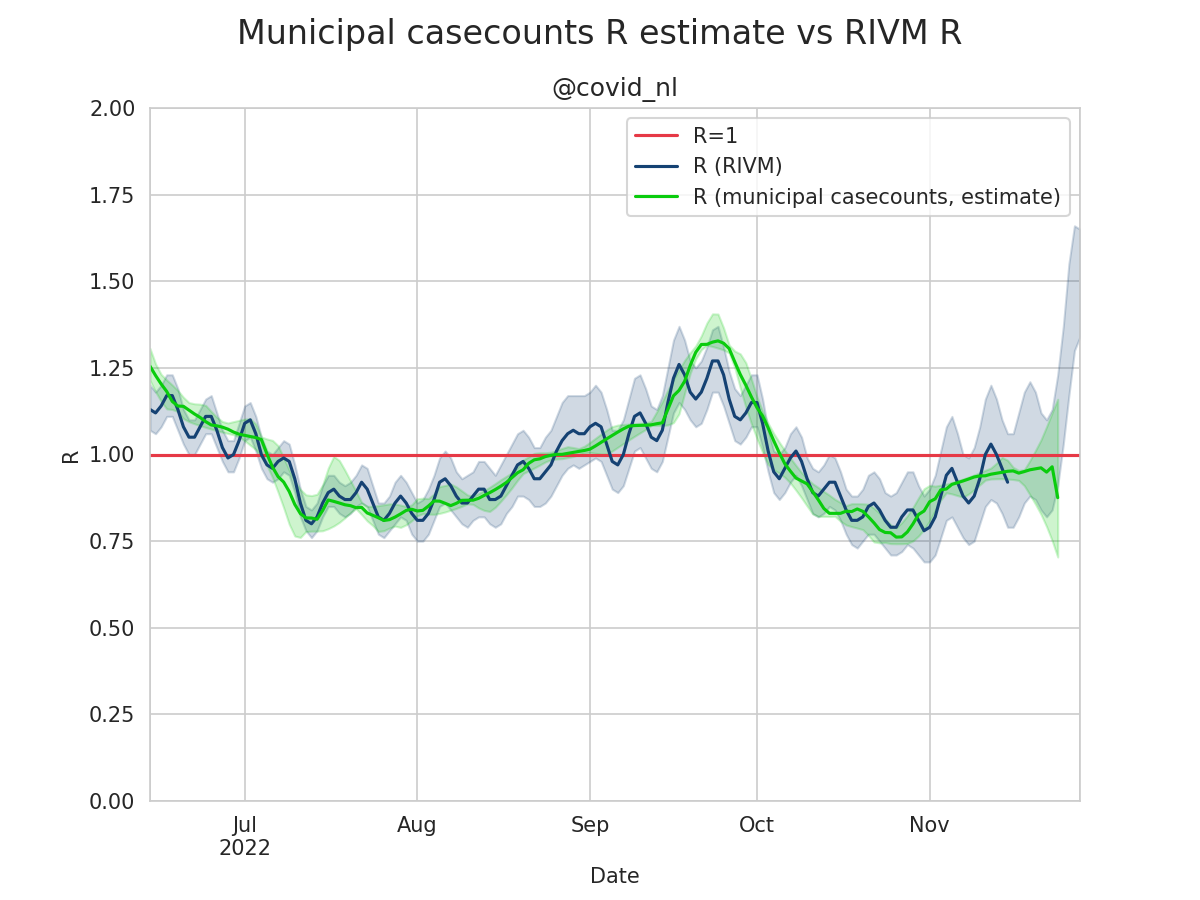 Municipal casecounts R estimate vs RIVM R
@covid_nl
2.00
R=1
R (RIVM)
R (municipal casecounts, estimate)
1.75
1.50
1.25
1.00
R
0.75
0.50
0.25
0.00
Jul Aug Sep Oct Nov
2022
Date